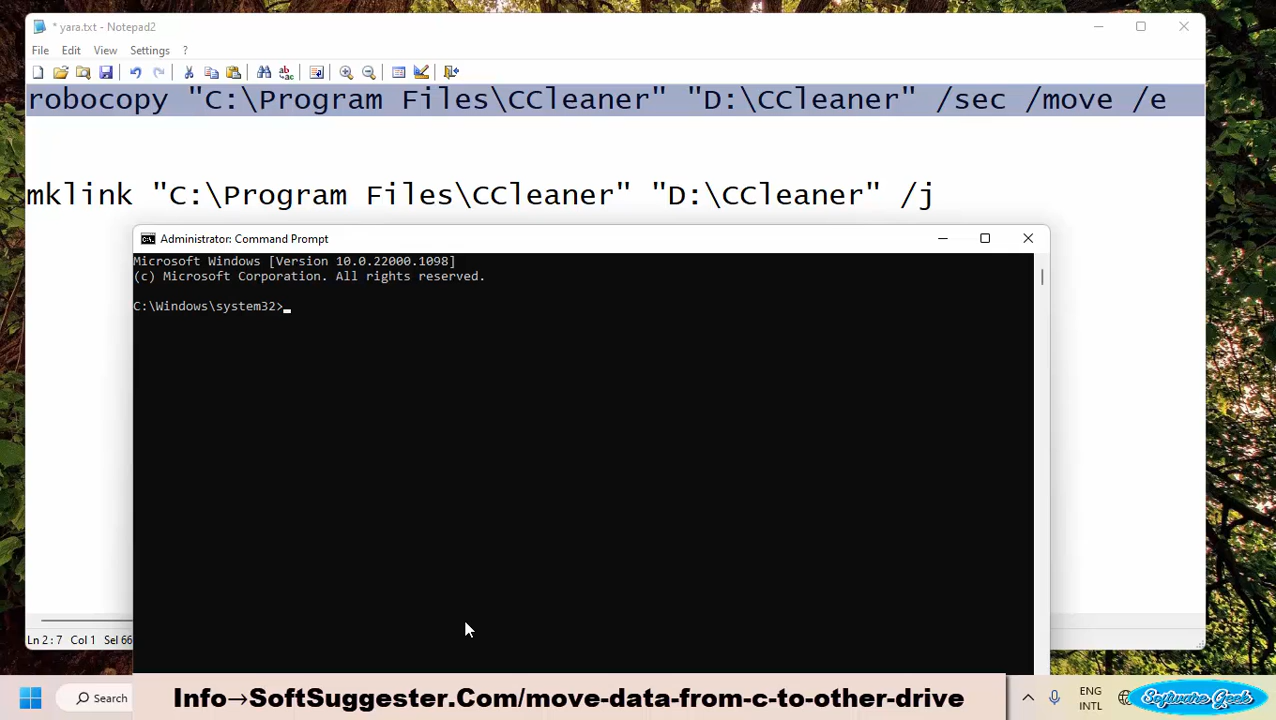 * yara.txt - Notepad2
File Edit View Settings ?
robocopy "C:\Program Files\CCleaner" "D:\CCleaner" /sec /move /e
mklink "C:\Program Files\CCleaner" "D:\CCleaner" /j
Administrator: Command Prompt
Microsoft Windows [Version 10.0.22000.1098]
(c) Microsoft Corporation. All rights reserved.
C:\Windows\system32>
Ln 2 : 7 Col 1 Sel 66
Search
Info→SoftSuggester.Com/move-data-from-c-to-other-drive
ENG
INTL
Software Geek